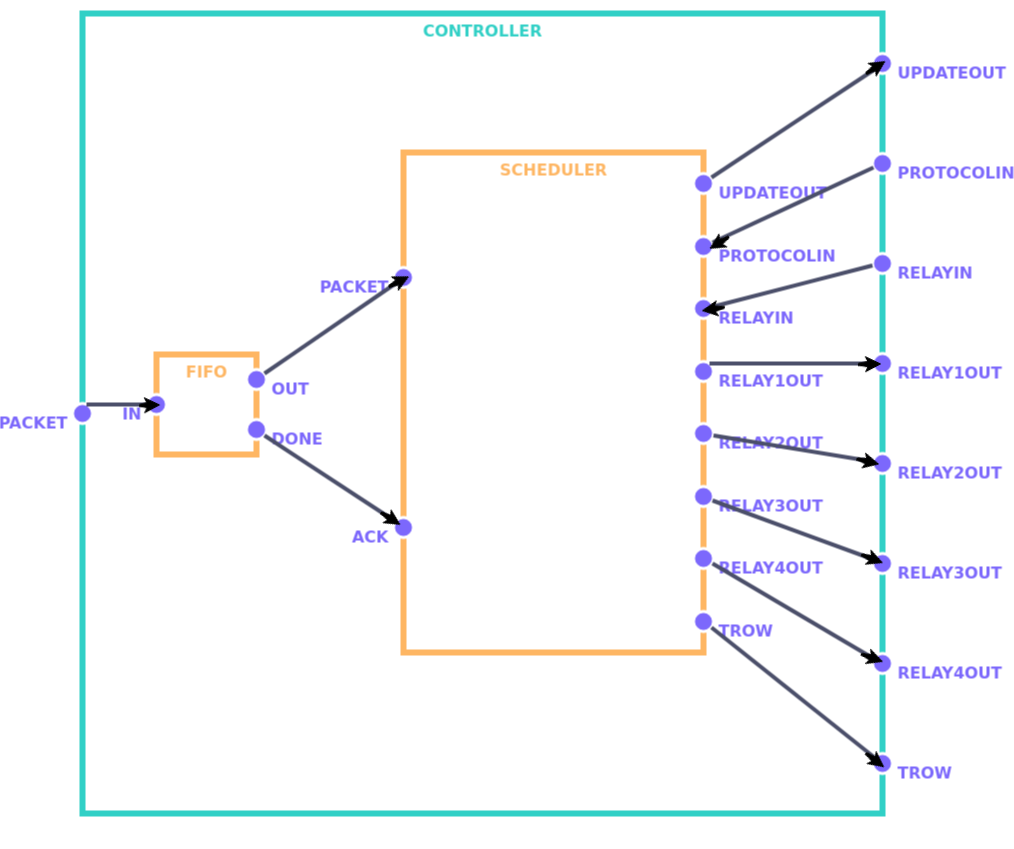 CONTROLLER
UPDATEOUT
PROTOCOLIN
SCHEDULER
UPDATEOUT
PROTOCOLIN
RELAYIN
PACKET
RELAYIN
FIFO
RELAY1OUT
RELAY1OUT
OUT
PACKET
IN
DONE
RELAY2OUT
RELAY2OUT
RELAY3OUT
ACK
RELAY4OUT
RELAY3OUT
TROW
RELAY4OUT
TROW